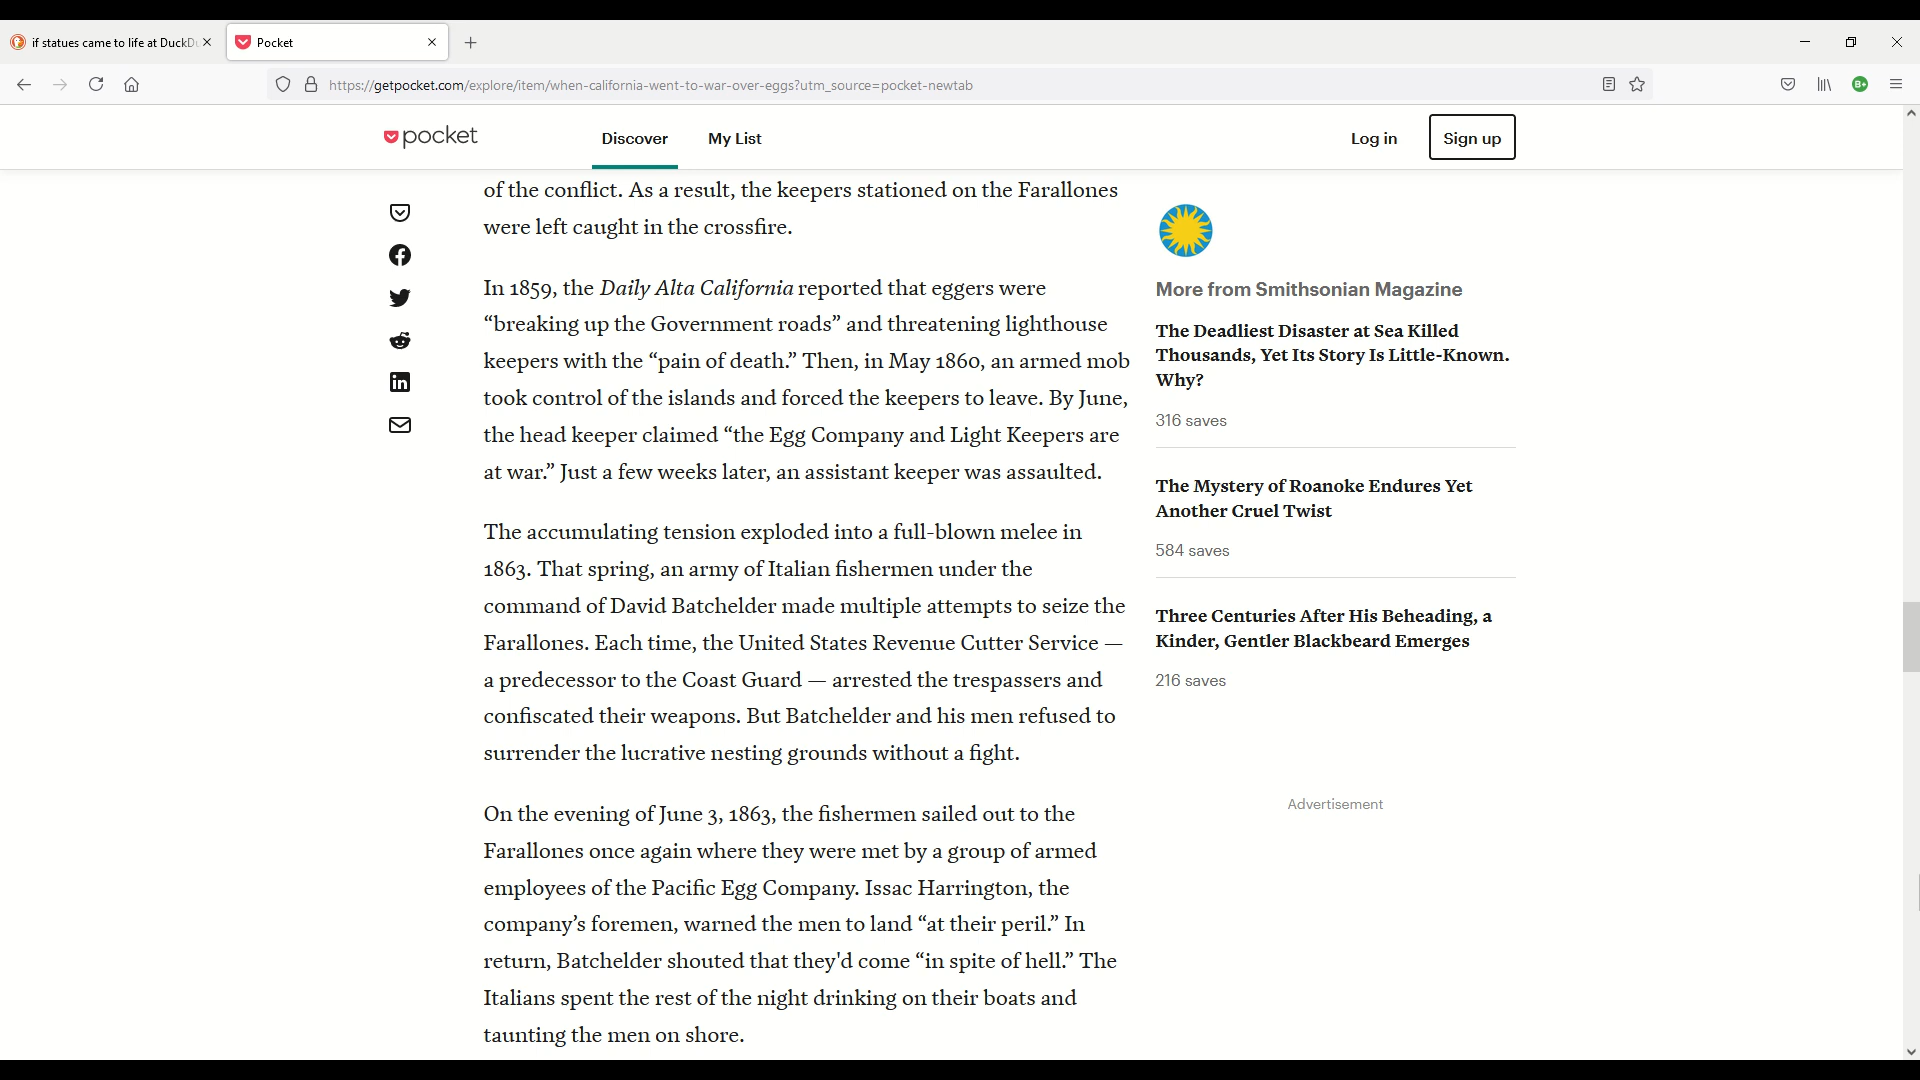 if statues came to life at DuckD
Pocket
https://getpocket.com/explore/item/when-california-went-to-war-over-eggs?utm_source=pocket-newtab
B+
pocket
Discover
My List
Log in
Sign up
of the conflict. As a result, the keepers stationed on the Farallones
were left caught in the crossfire.
In 1859, the Daily Alta California reported that eggers were
“breaking up the Government roads” and threatening lighthouse
keepers with the “pain of death.” Then, in May 1860, an armed mob
took control of the islands and forced the keepers to leave. By June,
the head keeper claimed “the Egg Company and Light Keepers are
at war.” Just a few weeks later, an assistant keeper was assaulted.
The accumulating tension exploded into a full-blown melee in
1863. That spring, an army of Italian fishermen under the
command of David Batchelder made multiple attempts to seize the
Farallones. Each time, the United States Revenue Cutter Service —
a predecessor to the Coast Guard — arrested the trespassers and
confiscated their weapons. But Batchelder and his men refused to
surrender the lucrative nesting grounds without a fight.
On the evening of June 3, 1863, the fishermen sailed out to the
Farallones once again where they were met by a group of armed
employees of the Pacific Egg Company. Issac Harrington, the
company’s foremen, warned the men to land “at their peril.” In
return, Batchelder shouted that they'd come “in spite of hell.” The
Italians spent the rest of the night drinking on their boats and
taunting the men on shore.
More from Smithsonian Magazine
The Deadliest Disaster at Sea Killed
Thousands, Yet Its Story Is Little-Known.
Why?
316 saves
The Mystery of Roanoke Endures Yet
Another Cruel Twist
584 saves
Three Centuries After His Beheading, a
Kinder, Gentler Blackbeard Emerges
216 saves
Advertisement